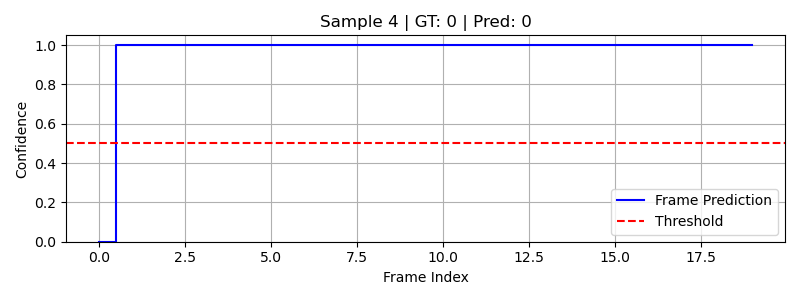 Sample 4 | GT: 0 | Pred: 0
1.0
0.8
0.6
0.4
0.2
0.0
Confidence
Frame Prediction
Threshold
0.0 2.5 5.0 7.5 10.0 12.5 15.0 17.5
Frame Index